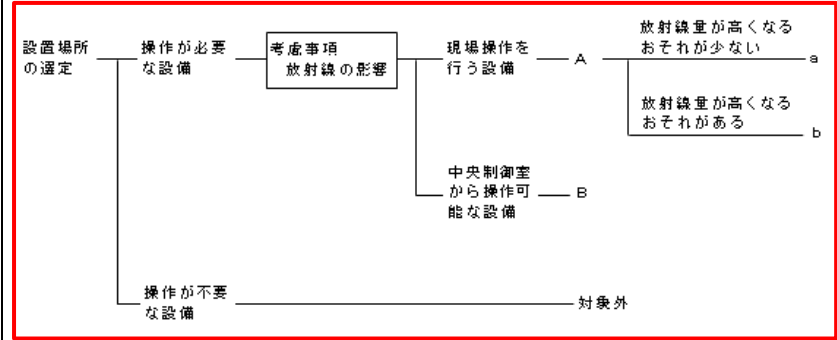 設置場所
の選定
操作が必要
な設備
考慮事項
放射線の影響
現場操作を
行う設備
A
放射線量が高くなる
おそれが少ない
a
放射線量が高くなる
おそれがある
b
中央制御室
から操作可
能な設備
B
操作が不要
な設備
対象外